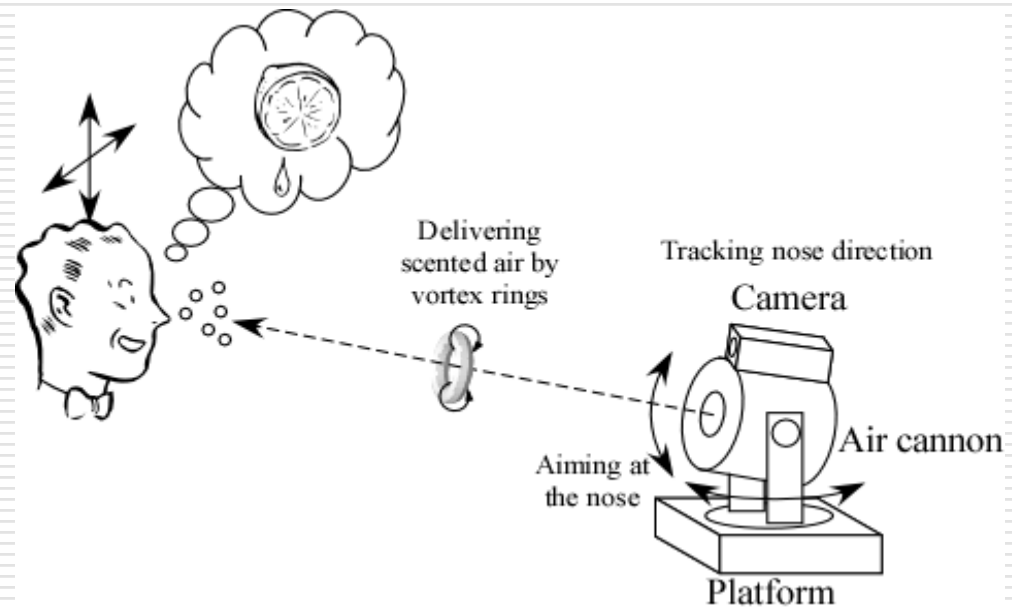 Delivering
scented air by
vortex rings
Tracking nose direction
Camera
Air cannon
Aiming at
the nose
Platform